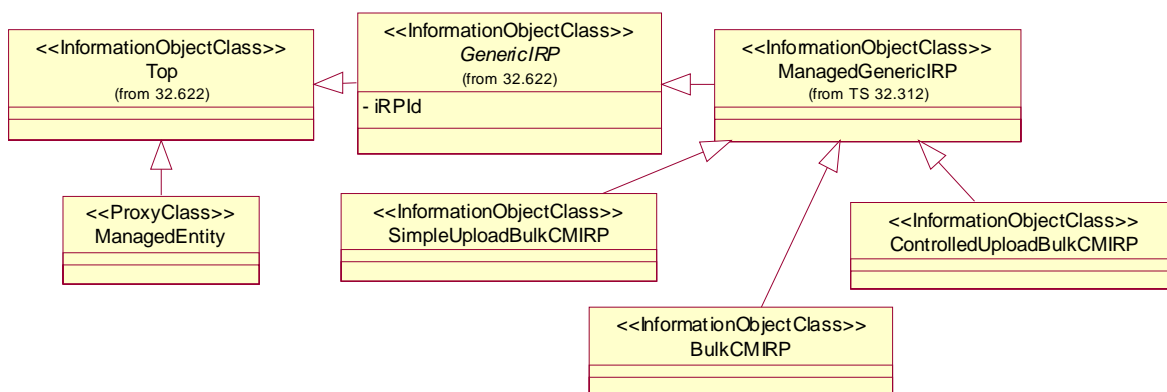 <<InformationObjectClass>>
Top
(from 32.622)
<<InformationObjectClass>>
GenericIRP
(from 32.622)
- iRPId
<<InformationObjectClass>>
ManagedGenericIRP
(from TS 32.312)
<<ProxyClass>>
ManagedEntity
<<InformationObjectClass>>
SimpleUploadBulkCMIRP
<<InformationObjectClass>>
ControlledUploadBulkCMIRP
<<InformationObjectClass>>
BulkCMIRP